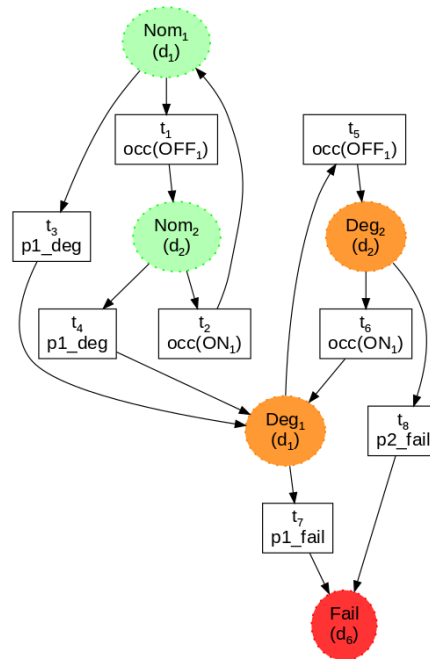 Nom₁
(d₁)
t₁
occ(OFF₁)
t₅
occ(OFF₁)
t₃
p1_deg
Nom₂
(d₂)
Deg₂
(d₂)
t₄
p1_deg
t₂
occ(ON₁)
t₆
occ(ON₁)
Deg₁
(d₁)
t₈
p2_fail
t₇
p1_fail
Fail
(d₆)